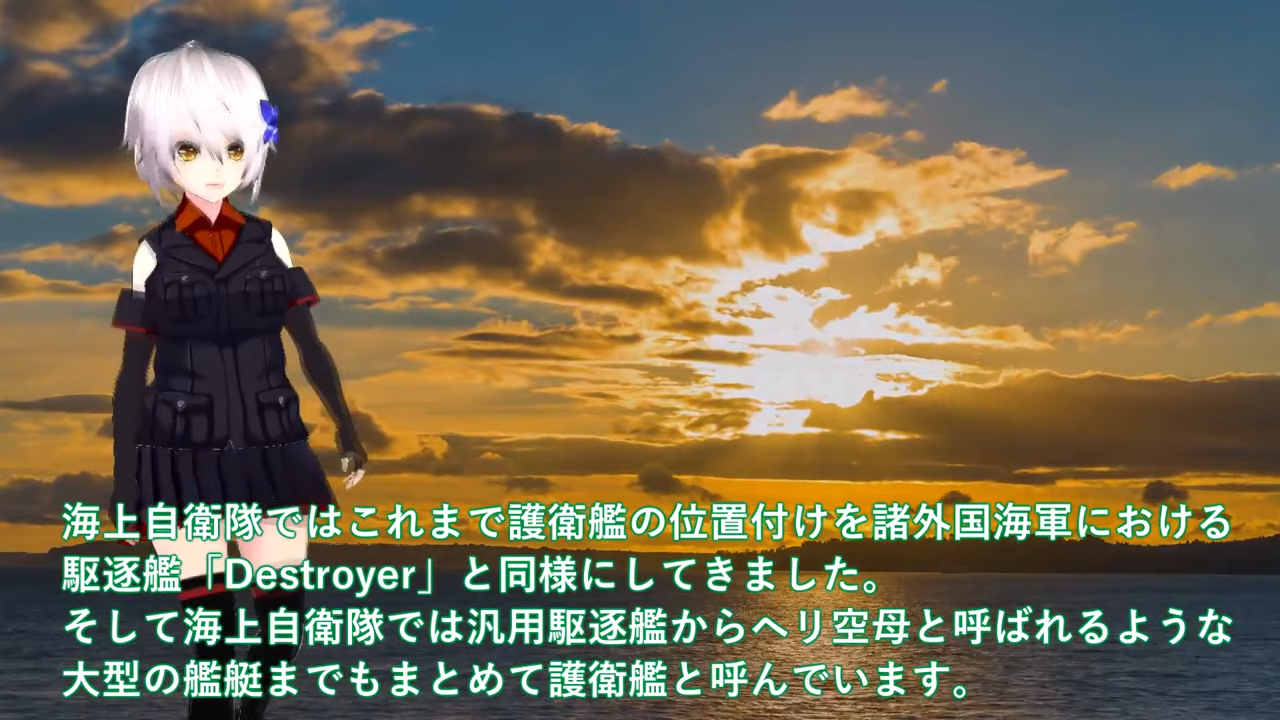 海上自衛隊ではこれまで護衛艦の位置付けを諸外国海軍における
駆逐艦「Destroyer」と同様にしてきました。
そして海上自衛隊では汎用駆逐艦からヘリ空母と呼ばれるような
大型の艦艇までもまとめて護衛艦と呼んでいます。